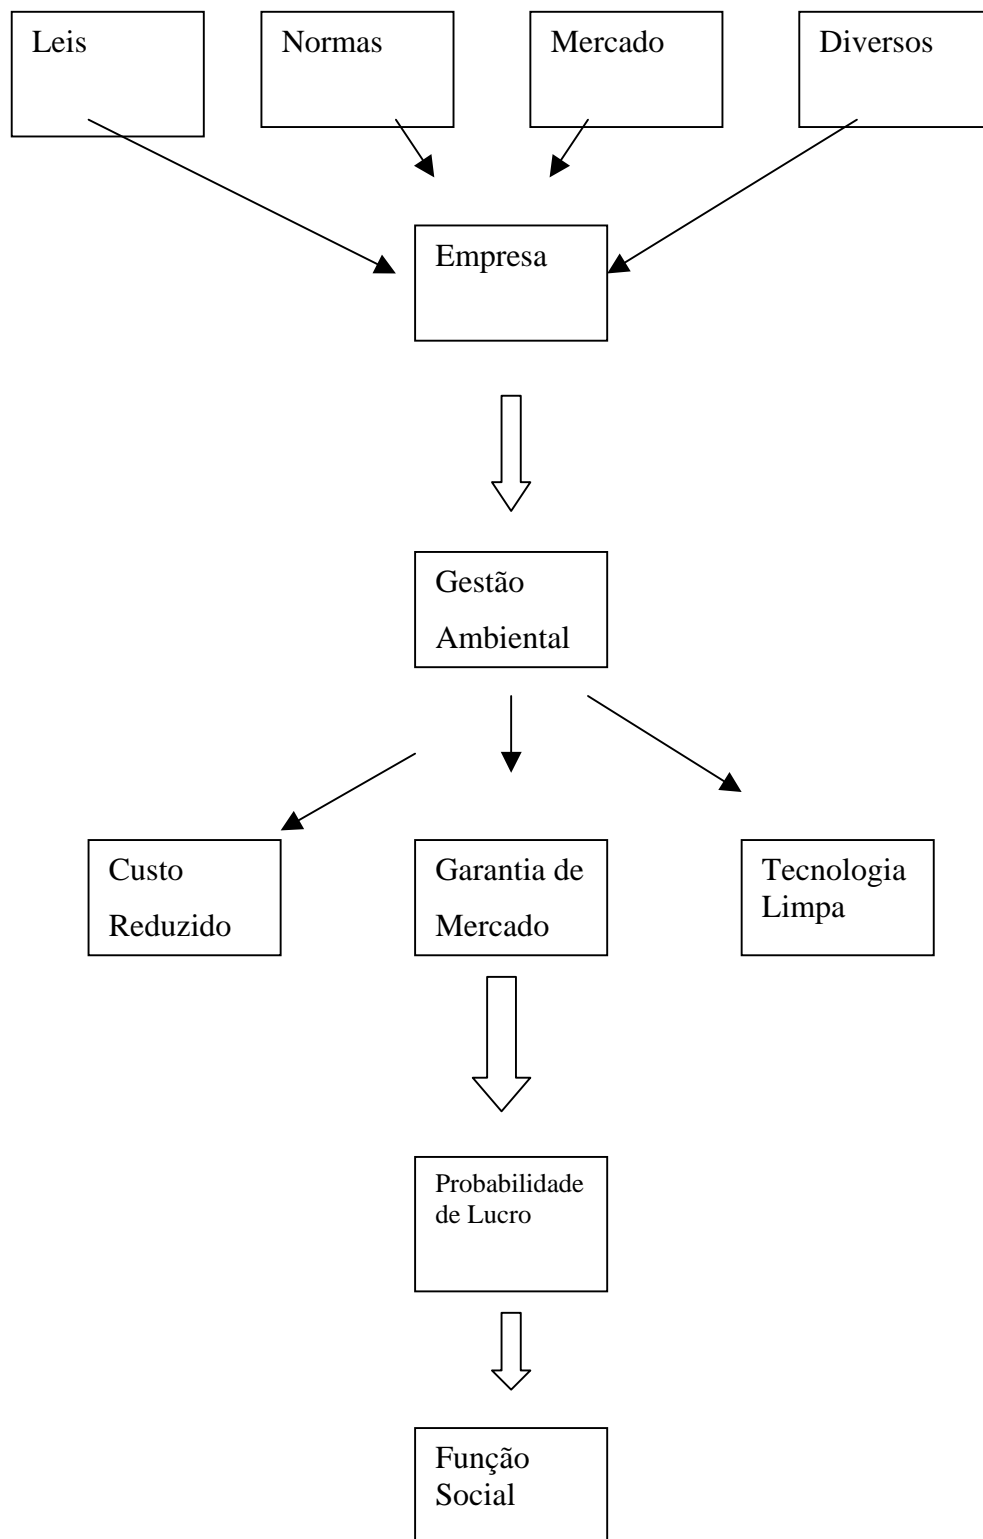 Leis
Normas
Mercado
Diversos
Empresa
Gestão
Ambiental
Custo
Reduzido
Garantia de
Mercado
Tecnologia
Limpa
Probabilidade
de Lucro
Função
Social